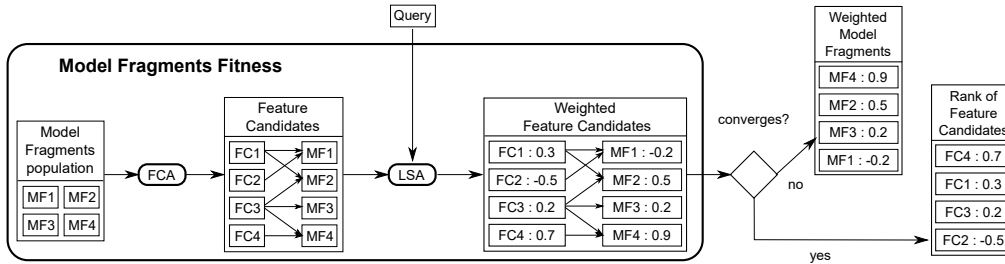 Query
Model Fragments Fitness
Model
Fragments
population
MF1
MF2
MF3
MF4
FCA
Feature
Candidates
FC1
MF1
FC2
MF2
FC3
MF3
FC4
MF4
LSA
Weighted
Feature Candidates
FC1 : 0.3
MF1 : -0.2
FC2 : -0.5
MF2 : 0.5
FC3 : 0.2
MF3 : 0.2
FC4 : 0.7
MF4 : 0.9
converges?
no
yes
Weighted
Model
Fragments
MF4 : 0.9
MF2 : 0.5
MF3 : 0.2
MF1 : -0.2
Rank of
Feature
Candidates
FC4 : 0.7
FC1 : 0.3
FC3 : 0.2
FC2 : -0.5